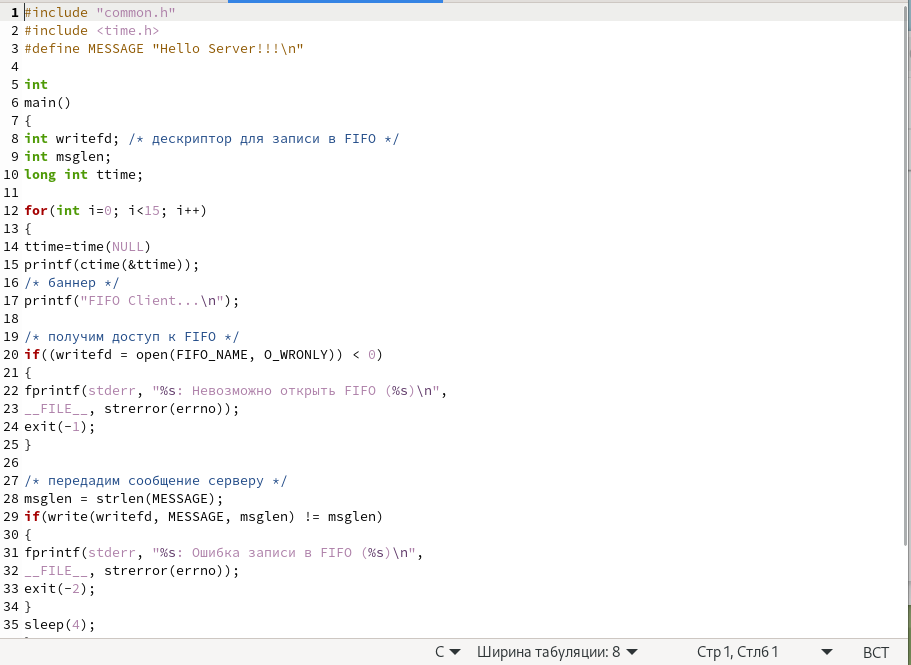 1 #include "common.h"
2 #include <time.h>
3 #define MESSAGE "Hello Server!!!\n"
4
5 int
6 main()
7 {
8 int writefd; /* дескриптор для записи в FIFO */
9 int msglen;
10 long int ttime;
11
12 for(int i=0; i<15; i++)
13 {
14 ttime=time(NULL)
15 printf(ctime(&ttime));
16 /* баннер */
17 printf("FIFO Client...\n");
18
19 /* получим доступ к FIFO */
20 if((writefd = open(FIFO_NAME, O_WRONLY)) < 0)
21 {
22 fprintf(stderr, "%s: Невозможно открыть FIFO (%s)\n",
23 __FILE__, strerror(errno));
24 exit(-1);
25 }
26
27 /* передадим сообщение серверу */
28 msglen = strlen(MESSAGE);
29 if(write(writefd, MESSAGE, msglen) != msglen)
30 {
31 fprintf(stderr, "%s: Ошибка записи в FIFO (%s)\n",
32 __FILE__, strerror(errno));
33 exit(-2);
34 }
35 sleep(4);
C Ширина табуляции: 8 Стр 1, Стлб 1 ВСТ